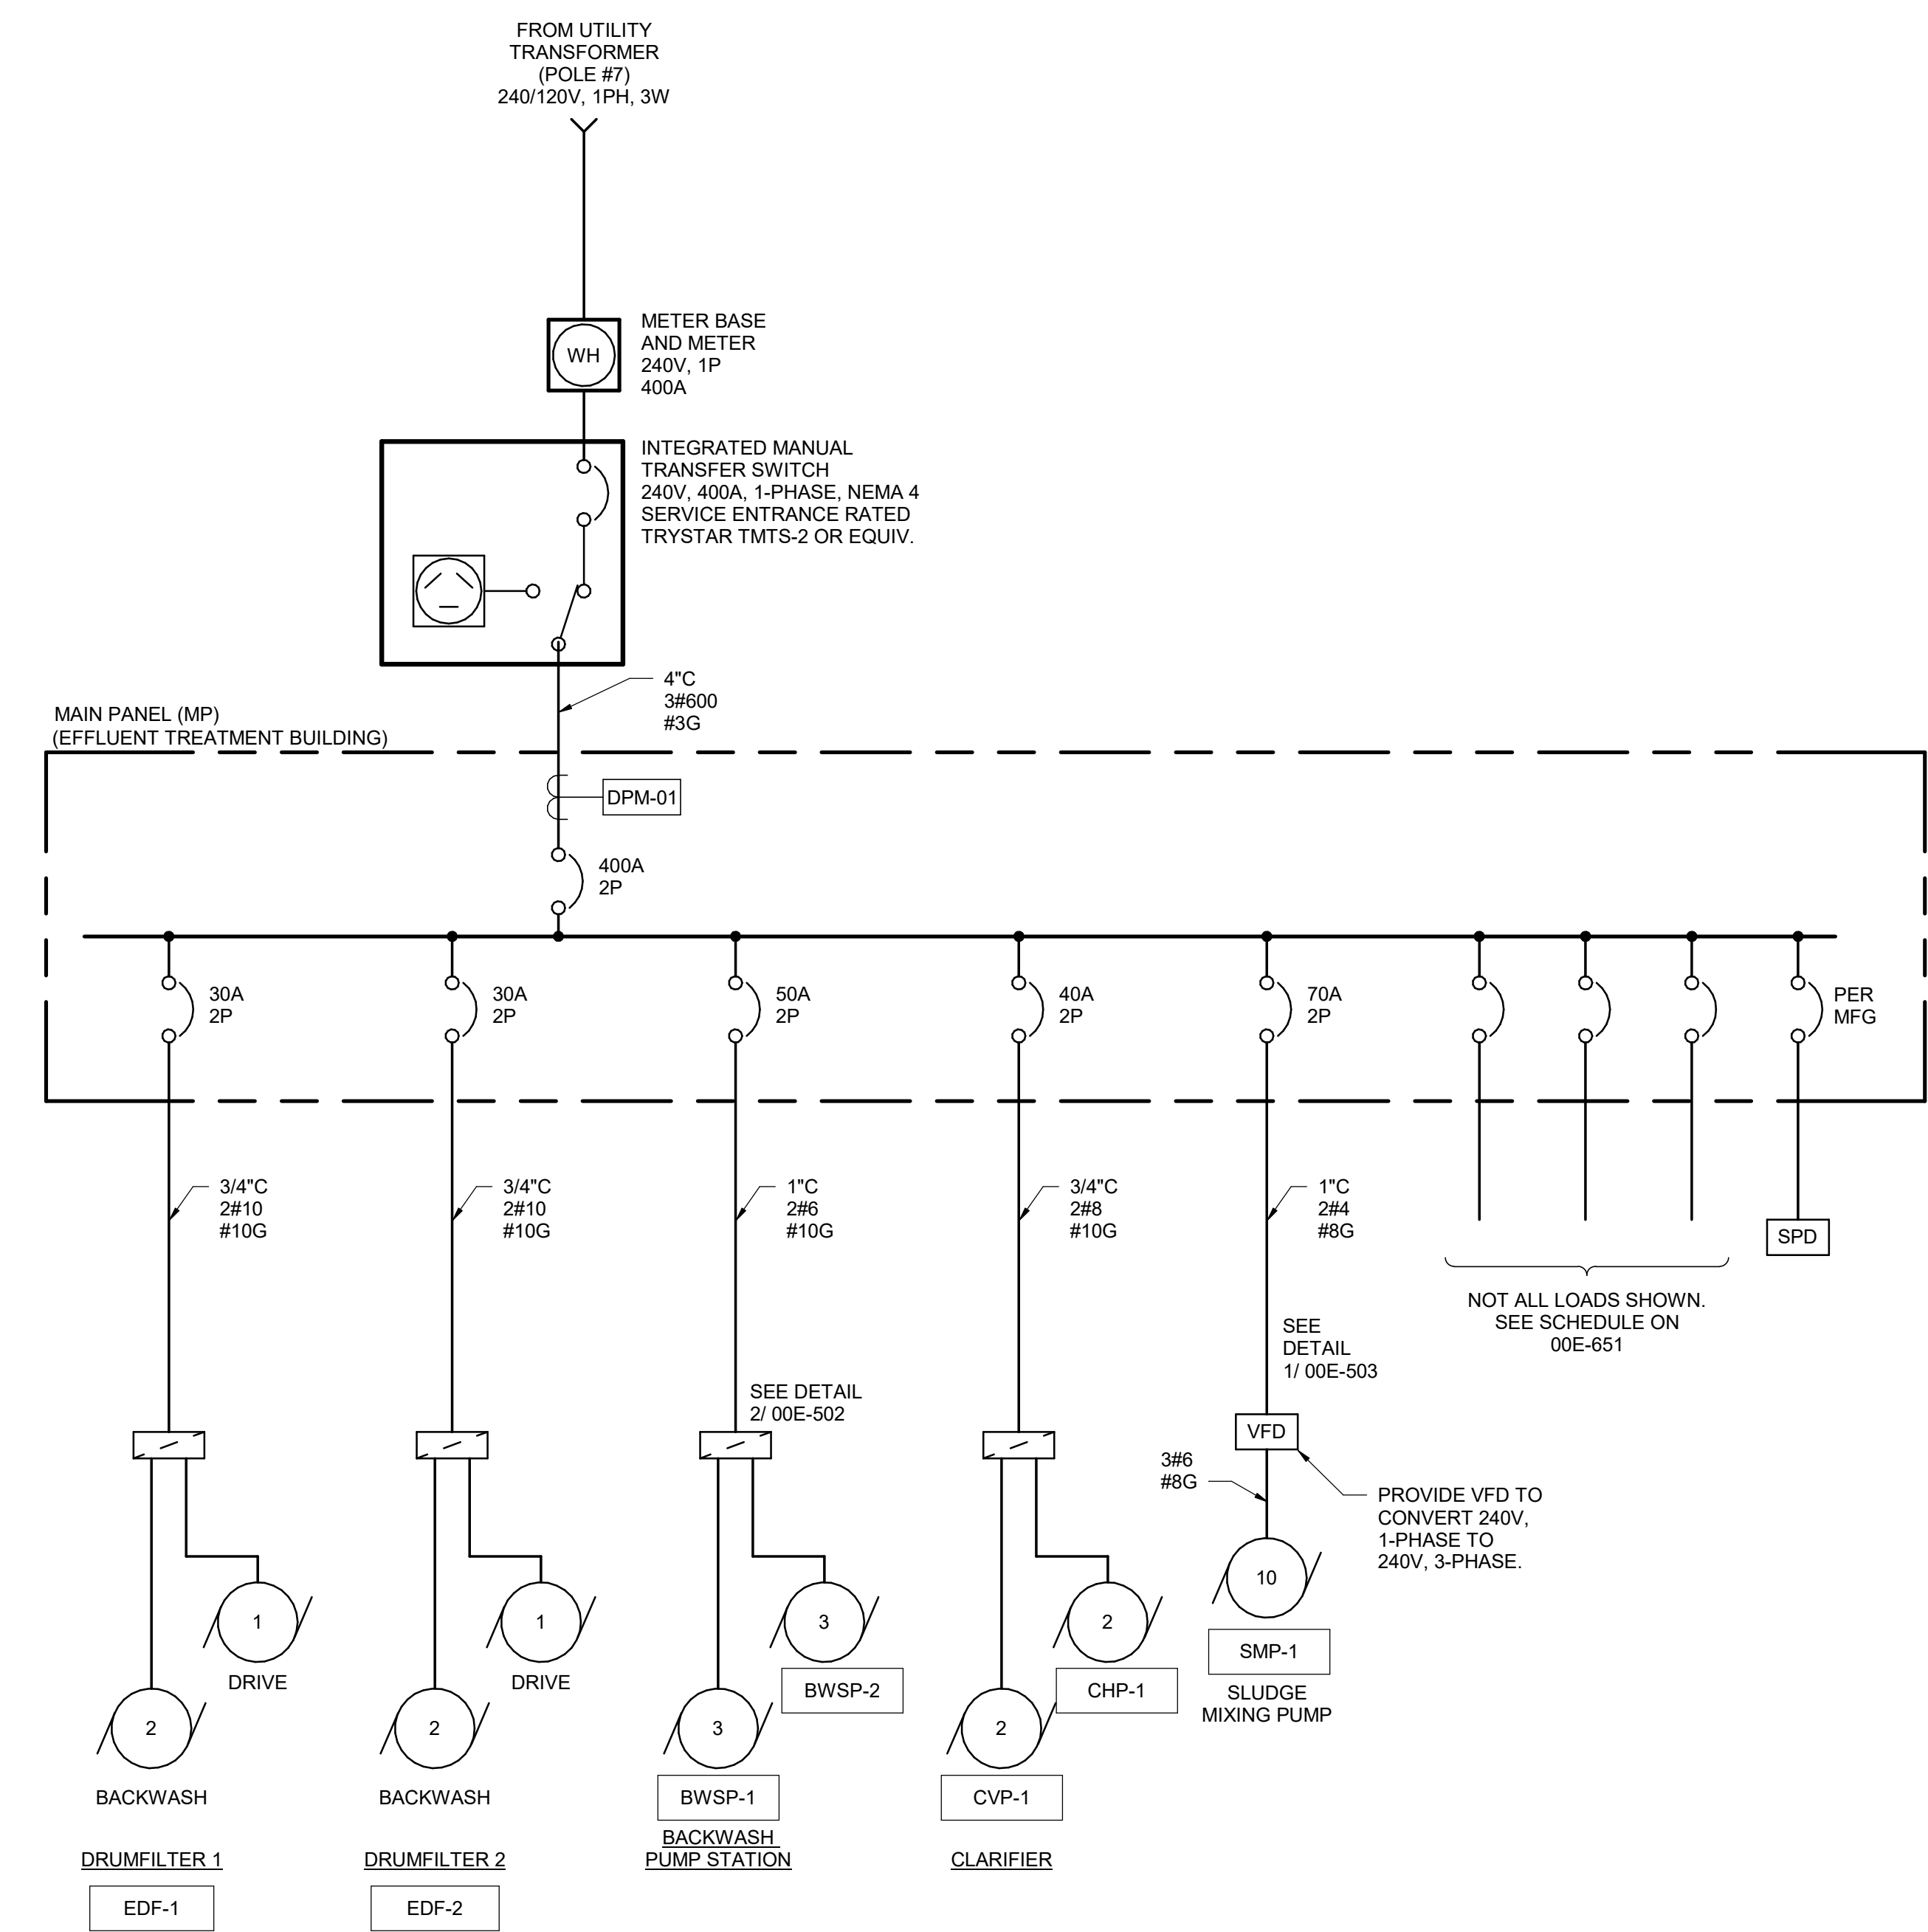 FROM UTILITY
TRANSFORMER
(POLE #7)
240/120V, 1PH, 3W
WH
METER BASE
AND METER
240V, 1P
400A
INTEGRATED MANUAL
TRANSFER SWITCH
240V, 400A, 1-PHASE, NEMA 4
SERVICE ENTRANCE RATED
TRYSTAR TMTS-2 OR EQUIV.
4"C
3#600
#3G
MAIN PANEL (MP)
(EFFLUENT TREATMENT BUILDING)
DPM-01
400A
2P
30A
2P
30A
2P
50A
2P
40A
2P
70A
2P
PER
MFG
3/4"C
2#10
#10G
3/4"C
2#10
#10G
1"C
2#6
#10G
3/4"C
2#8
#10G
1"C
2#4
#8G
SPD
NOT ALL LOADS SHOWN.
SEE SCHEDULE ON
00E-651
SEE
DETAIL
1/ 00E-503
SEE DETAIL
2/ 00E-502
VFD
3#6
#8G
PROVIDE VFD TO
CONVERT 240V,
1-PHASE TO
240V, 3-PHASE.
1
DRIVE
2
BACKWASH
DRUMFILTER 1
EDF-1
1
DRIVE
2
BACKWASH
DRUMFILTER 2
EDF-2
3
BWSP-2
3
BWSP-1
BACKWASH
PUMP STATION
2
CHP-1
2
CVP-1
CLARIFIER
10
SMP-1
SLUDGE
MIXING PUMP